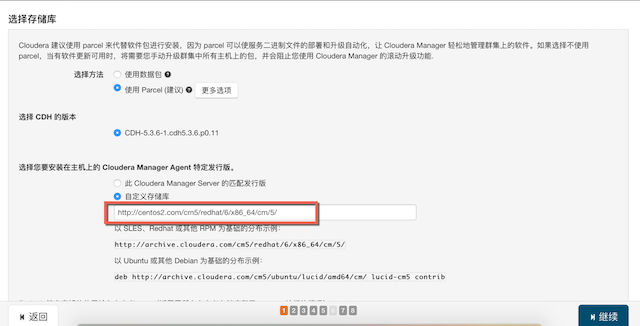 选择存储库
Cloudera 建议使用 parcel 来代替软件包进行安装，因为 parcel 可以使服务二进制文件的部署和升级自动化，让 Cloudera Manager 轻松地管理群集上的软件。如果选择不使用
parcel，当有软件更新可用时，将需要您手动升级群集中所有主机上的包，并会阻止您使用 Cloudera Manager 的滚动升级功能.
选择方法 使用数据包 ?
使用 Parcel (建议) ? 更多选项
选择 CDH 的版本
CDH-5.3.6-1.cdh5.3.6.p0.11
选择您要安装在主机上的 Cloudera Manager Agent 特定发行版。
此 Cloudera Manager Server 的匹配发行版
自定义存储库
http://centos2.com/cm5/redhat/6/x86_64/cm/5/
以 SLES、Redhat 或其他 RPM 为基础的分布示例：
http://archive.cloudera.com/cm5/redhat/6/x86_64/cm/5/
以 Ubuntu 或其他 Debian 为基础的分布示例：
deb http://archive.cloudera.com/cm5/ubuntu/lucid/amd64/cm/ lucid-cm5 contrib
返回 1 2 3 4 5 6 7 8 继续